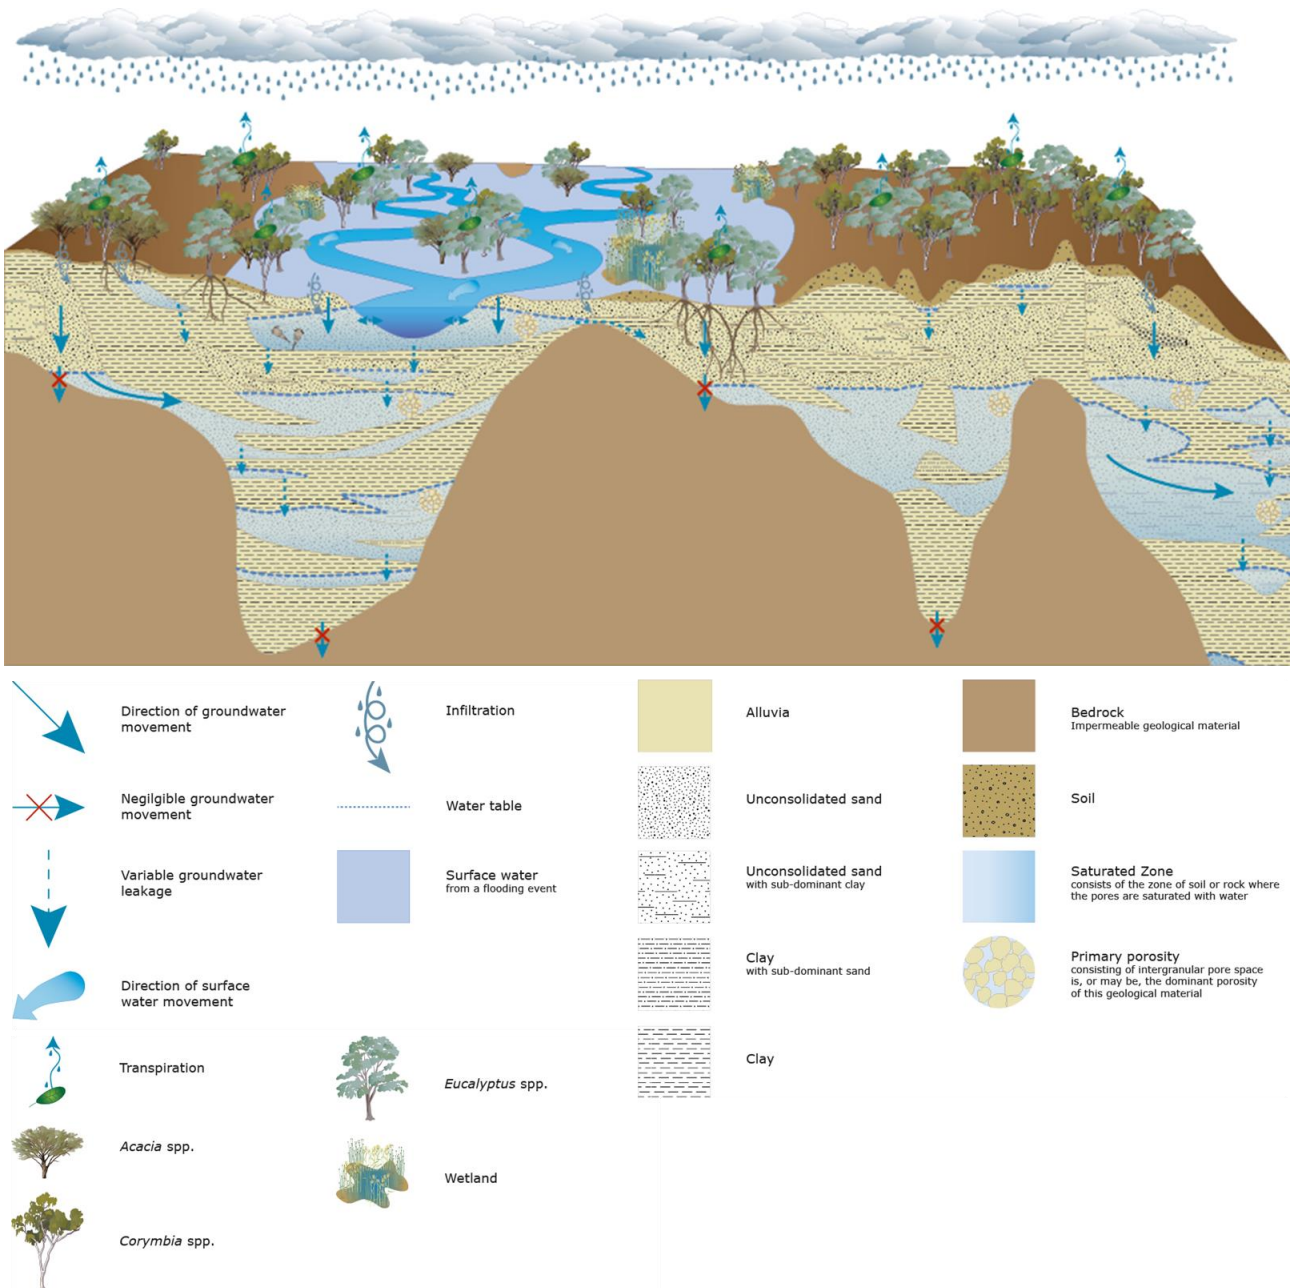 Direction of groundwater
movement
Infiltration
Alluvia
Bedrock
Impermeable geological material
Negilgible groundwater
movement
Water table
Unconsolidated sand
Soil
Variable groundwater
leakage
Surface water
from a flooding event
Unconsolidated sand
with sub-dominant clay
Saturated Zone
consists of the zone of soil or rock where
the pores are saturated with water
Direction of surface
water movement
Clay
with sub-dominant sand
Primary porosity
consisting of intergranular pore space
is, or may be, the dominant porosity
of this geological material
Transpiration
Eucalyptus spp.
Clay
Acacia spp.
Wetland
Corymbia spp.